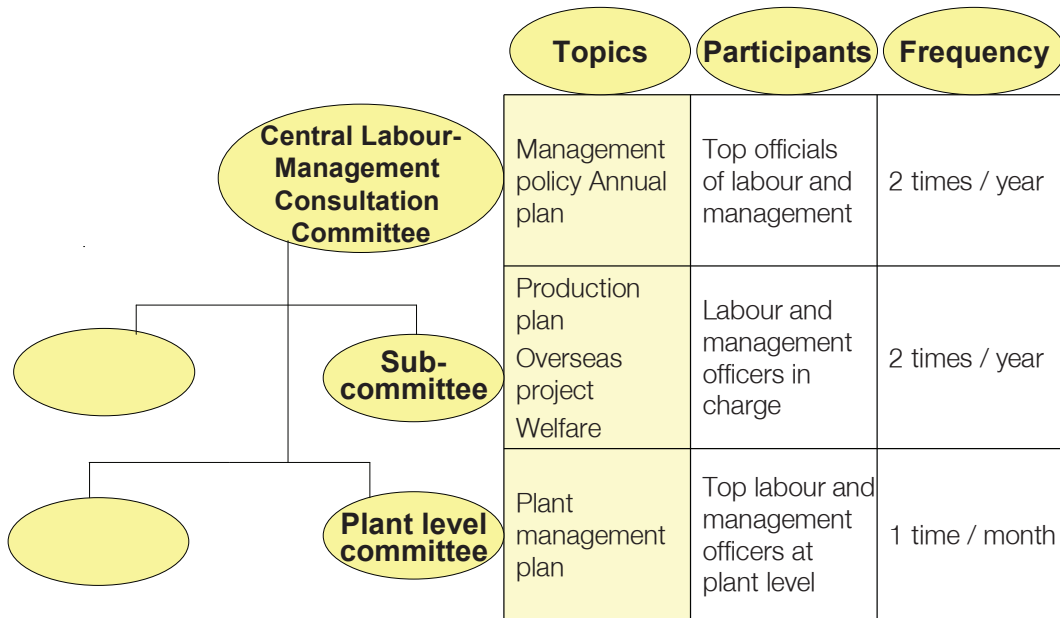 Topics
Participants
Frequency
Central Labour-
Management
Consultation
Committee
Management
policy Annual
plan
Top officials
of labour and
management
2 times / year
Sub-
committee
Production
plan
Overseas
project
Welfare
Labour and
management
officers in
charge
2 times / year
Plant level
committee
Plant
management
plan
Top labour and
management
officers at
plant level
1 time / month